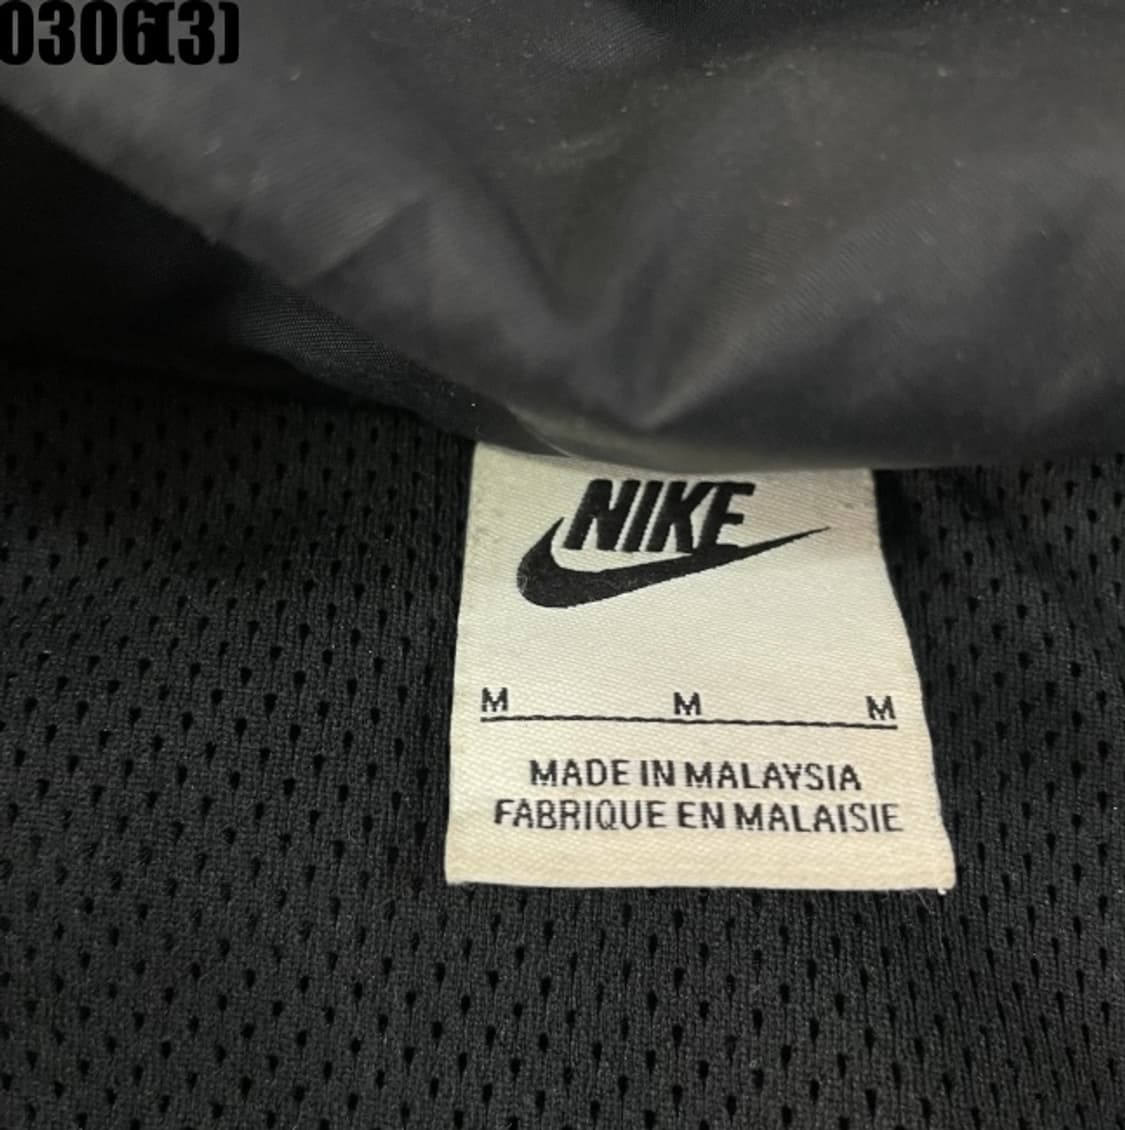 0306(3)
NIKE
M M M
MADE IN MALAYSIA
FABRIQUE EN MALAISIE